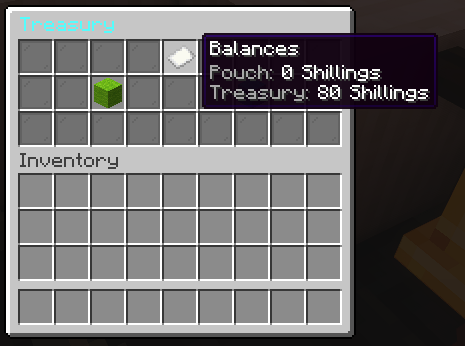 Treasury
Balances
Pouch: 0 Shillings
Treasury: 80 Shillings
Inventory